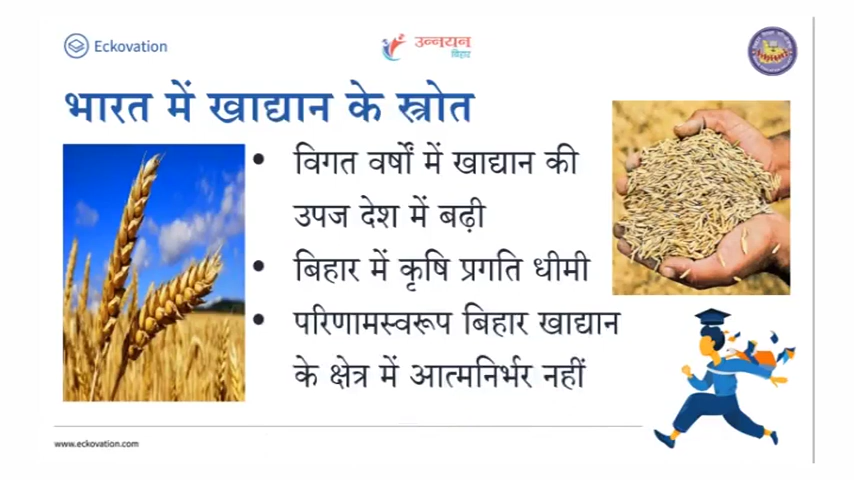 Eckovation
उन्नयन
बिहार
भारत में खाद्यान के स्त्रोत
• विगत वर्षों में खाद्यान की
उपज देश में बढ़ी
• बिहार में कृषि प्रगति धीमी
• परिणामस्वरूप बिहार खाद्यान
के क्षेत्र में आत्मनिर्भर नहीं
www.eckovation.com